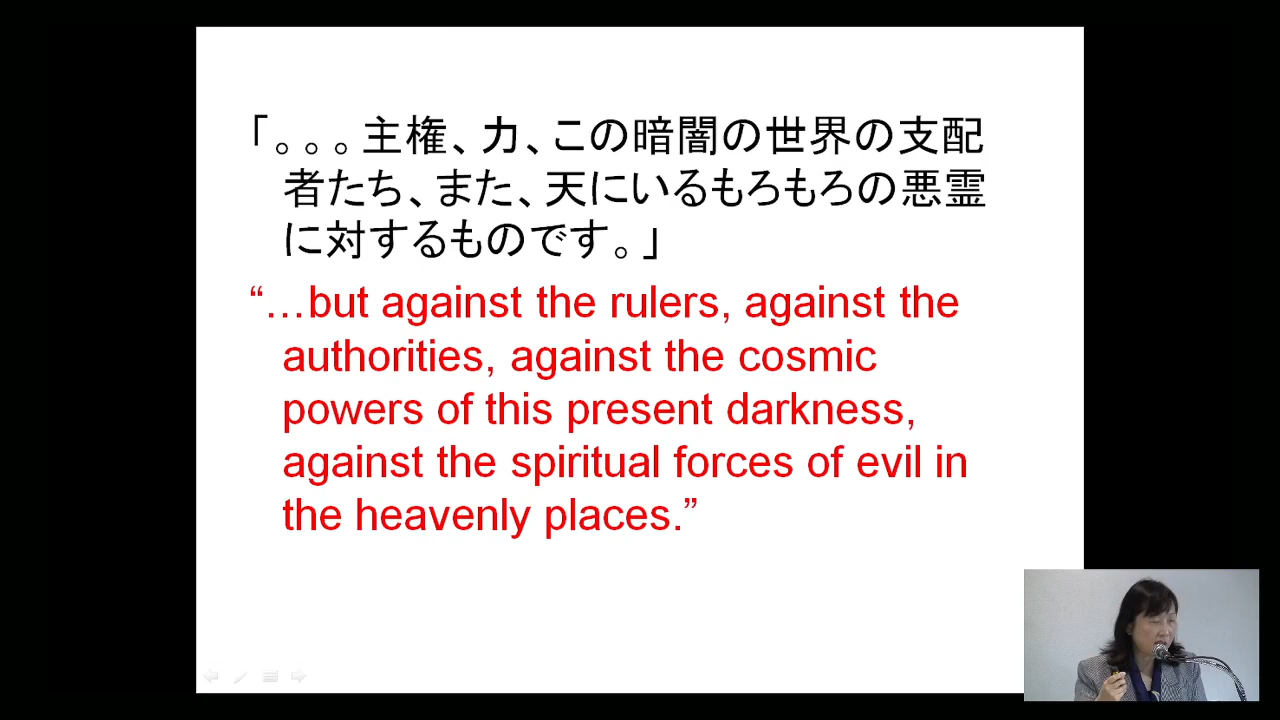 「。。。主権、力、この暗闇の世界の支配
者たち、また、天にいるもろもろの悪霊
に対するものです。」
“…but against the rulers, against the
authorities, against the cosmic
powers of this present darkness,
against the spiritual forces of evil in
the heavenly places.”